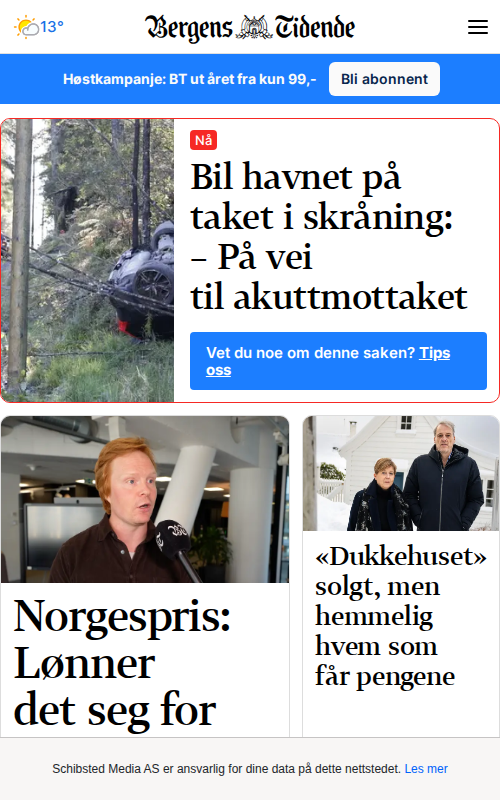 13°
Bergens Tidende
Høstkampanje: BT ut året fra kun 99,-
Bli abonnent
Nå
Bil havnet på
taket i skråning:
– På vei
til akuttmottaket
Vet du noe om denne saken? Tips
oss
Norgespris:
Lønner
det seg for
«Dukkehuset»
solgt, men
hemmelig
hvem som
får pengene
Schibsted Media AS er ansvarlig for dine data på dette nettstedet. Les mer